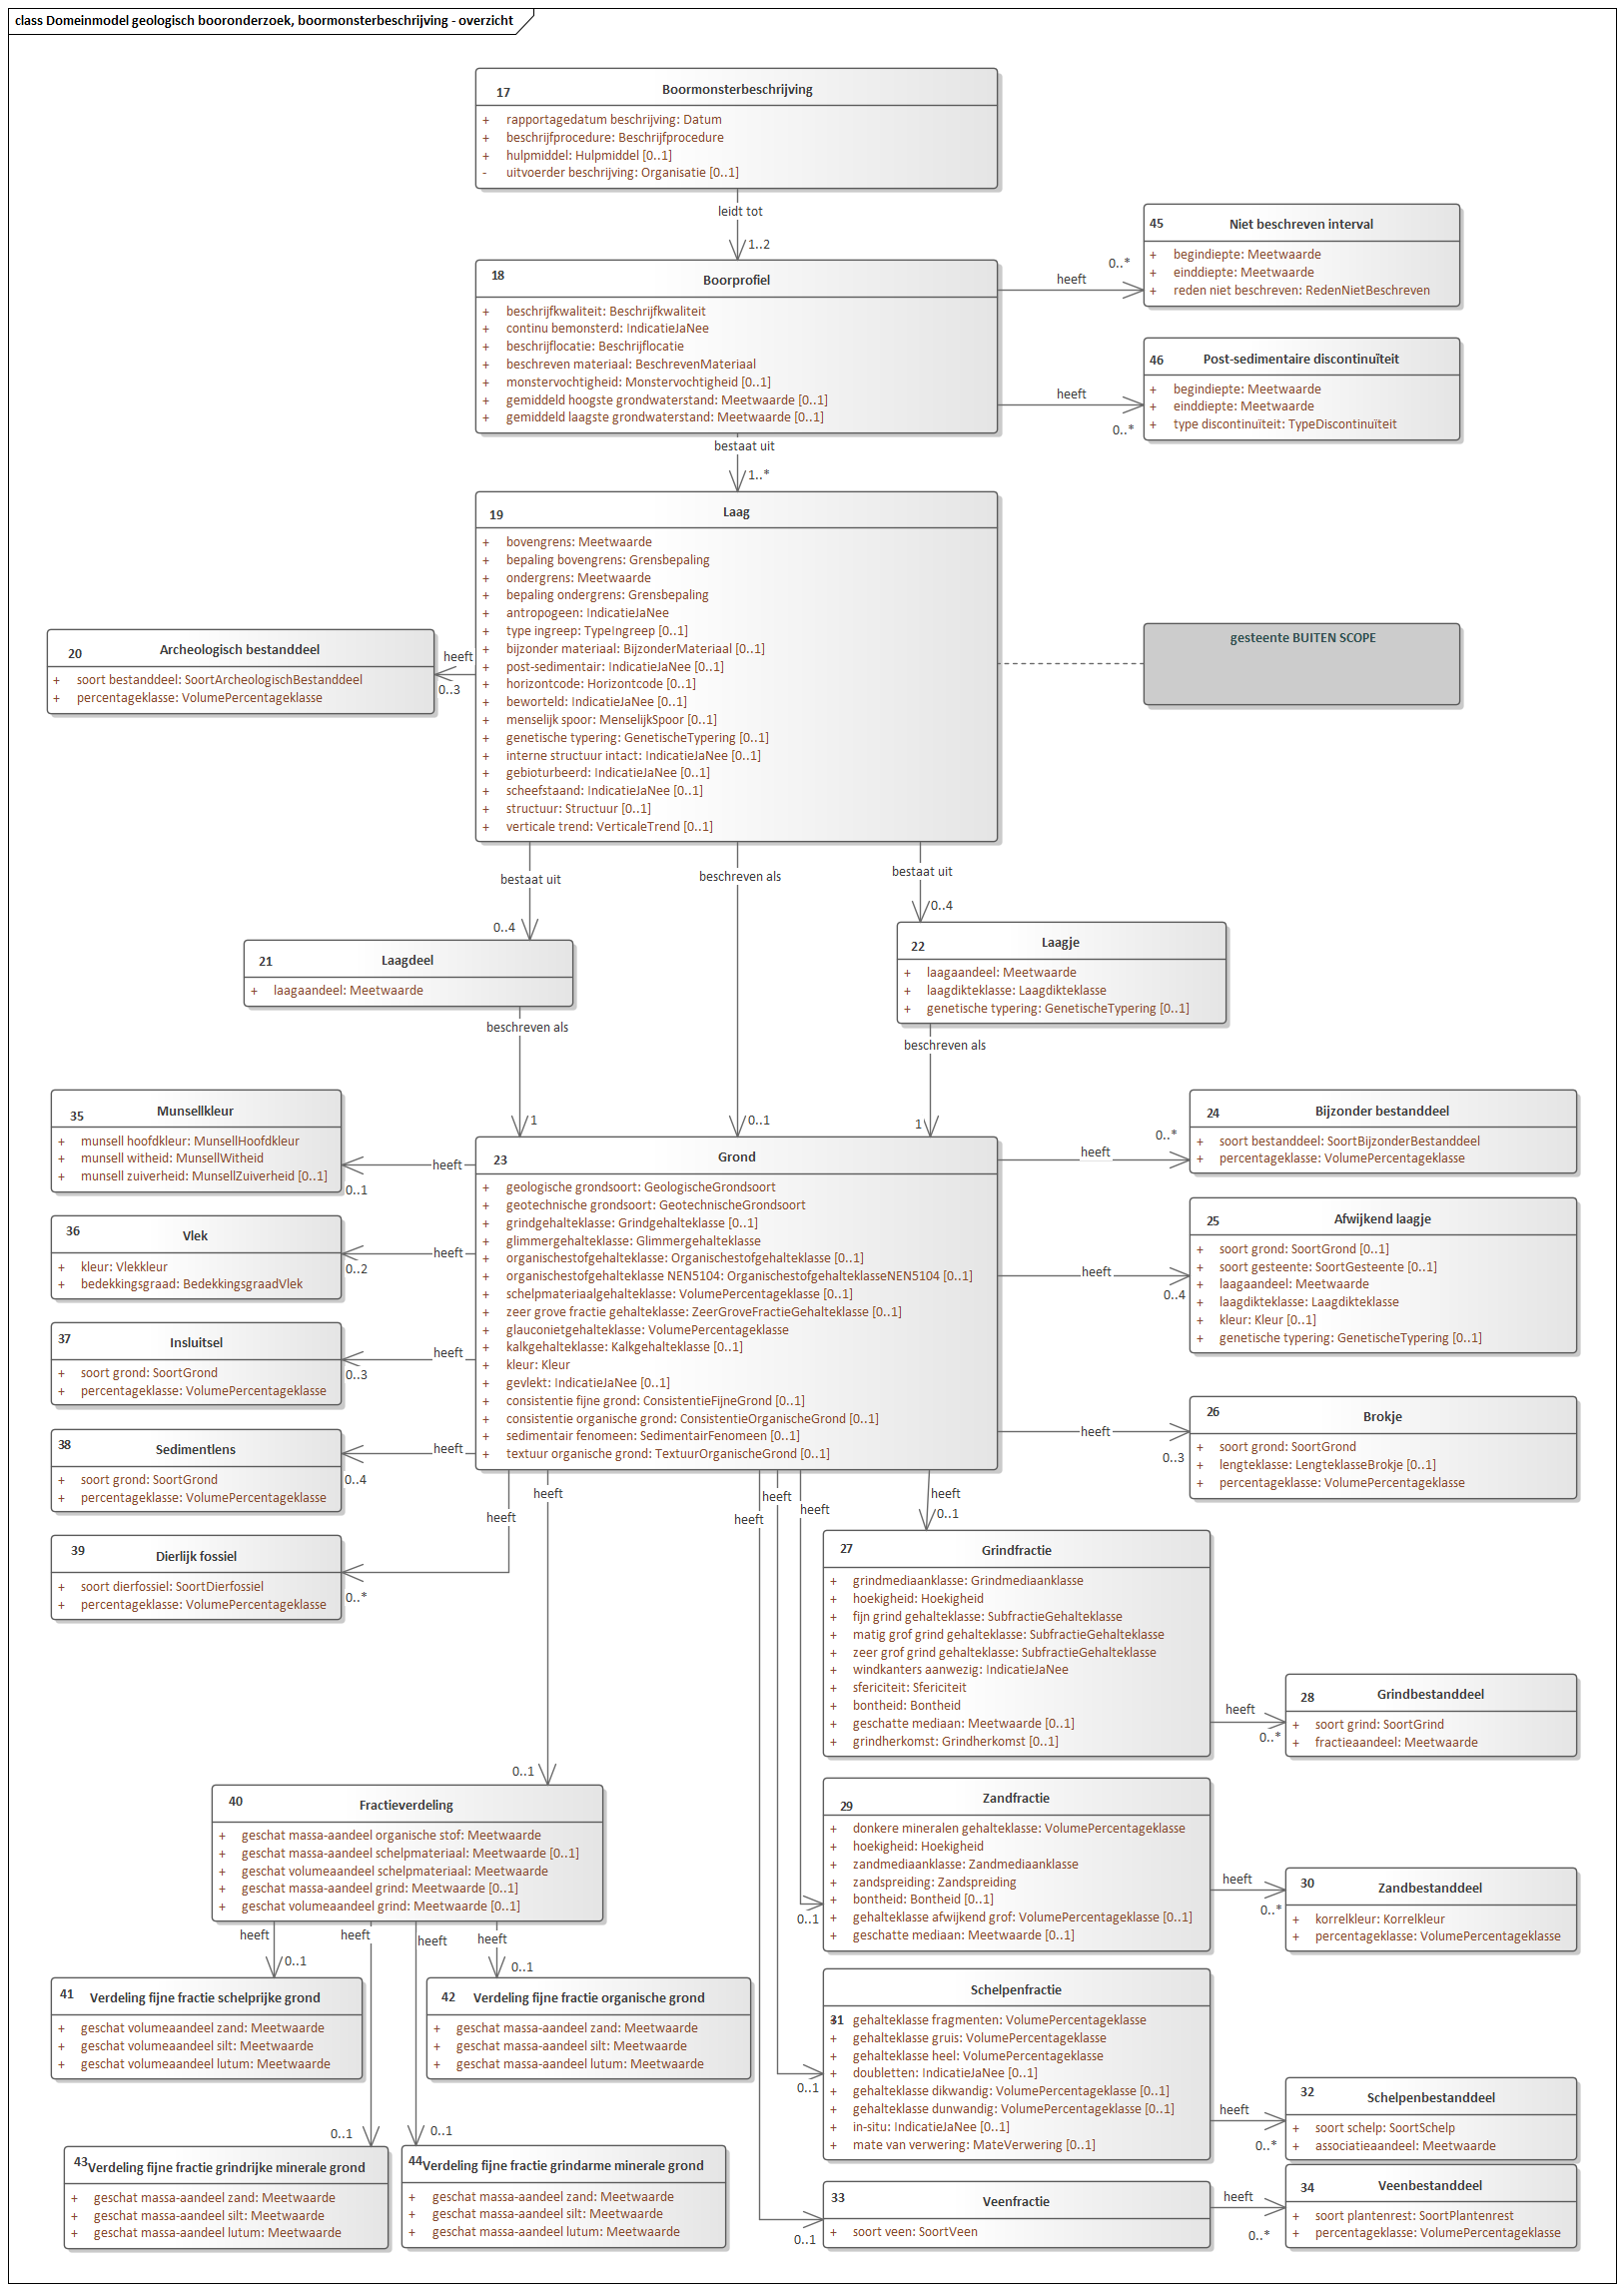 class Domeinmodel geologisch booronderzoek, boormonsterbeschrijving - overzicht
17 Boormonsterbeschrijving
+ rapportagedatum beschrijving: Datum
+ beschrijfprocedure: Beschrijfprocedure
+ hulpmiddel: Hulpmiddel [0..1]
- uitvoerder beschrijving: Organisatie [0..1]
leidt tot
1..2
18 Boorprofiel
+ beschrijfkwaliteit: Beschrijfkwaliteit
+ continu bemonsterd: IndicatieJaNee
+ beschrijflocatie: Beschrijflocatie
+ beschreven materiaal: BeschrevenMateriaal
+ monstervochtigheid: Monstervochtigheid [0..1]
+ gemiddeld hoogste grondwaterstand: Meetwaarde [0..1]
+ gemiddeld laagste grondwaterstand: Meetwaarde [0..1]
heeft
0..*
45 Niet beschreven interval
+ begindiepte: Meetwaarde
+ einddiepte: Meetwaarde
+ reden niet beschreven: RedenNietBeschreven
heeft
0..*
46 Post-sedimentaire discontinuïteit
+ begindiepte: Meetwaarde
+ einddiepte: Meetwaarde
+ type discontinuïteit: TypeDiscontinuïteit
bestaat uit
1..*
19 Laag
+ bovengrens: Meetwaarde
+ bepaling bovengrens: Grensbepaling
+ ondergrens: Meetwaarde
+ bepaling ondergrens: Grensbepaling
+ antropogeen: IndicatieJaNee
+ type ingreep: TypeIngreep [0..1]
+ bijzonder materiaal: BijzonderMateriaal [0..1]
+ post-sedimentair: IndicatieJaNee [0..1]
+ horizontcode: Horizontcode [0..1]
+ beworteld: IndicatieJaNee [0..1]
+ menselijk spoor: MenselijkSpoor [0..1]
+ genetische typering: GenetischeTypering [0..1]
+ interne structuur intact: IndicatieJaNee [0..1]
+ gebioturbeerd: IndicatieJaNee [0..1]
+ scheefstaand: IndicatieJaNee [0..1]
+ structuur: Structuur [0..1]
+ verticale trend: VerticaleTrend [0..1]
gesteente BUITEN SCOPE
heeft
0..3
20 Archeologisch bestanddeel
+ soort bestanddeel: SoortArcheologischBestanddeel
+ percentageklasse: VolumePercentageklasse
bestaat uit
0..4
beschreven als
0..1
bestaat uit
0..4
21 Laagdeel
+ laagaandeel: Meetwaarde
beschreven als
1
22 Laagje
+ laagaandeel: Meetwaarde
+ laagdikteklasse: Laagdikteklasse
+ genetische typering: GenetischeTypering [0..1]
beschreven als
1
23 Grond
+ geologische grondsoort: GeologischeGrondsoort
+ geotechnische grondsoort: GeotechnischeGrondsoort
+ grindgehalteklasse: Grindgehalteklasse [0..1]
+ glimmergehalteklasse: Glimmergehalteklasse
+ organischestofgehalteklasse: Organischestofgehalteklasse [0..1]
+ organischestofgehalteklasse NEN5104: OrganischestofgehalteklasseNEN5104 [0..1]
+ schelpmateriaalgehalteklasse: VolumePercentageklasse [0..1]
+ zeer grove fractie gehalteklasse: ZeerGroveFractieGehalteklasse [0..1]
+ glauconietgehalteklasse: VolumePercentageklasse
+ kalkgehalteklasse: Kalkgehalteklasse [0..1]
+ kleur: Kleur
+ gevlekt: IndicatieJaNee [0..1]
+ consistentie fijne grond: ConsistentieFijneGrond [0..1]
+ consistentie organische grond: ConsistentieOrganischeGrond [0..1]
+ sedimentair fenomeen: SedimentairFenomeen [0..1]
+ textuur organische grond: TextuurOrganischeGrond [0..1]
35 Munsellkleur
+ munsell hoofdkleur: MunsellHoofdkleur
+ munsell witheid: MunsellWitheid
+ munsell zuiverheid: MunsellZuiverheid [0..1]
heeft
0..1
36 Vlek
+ kleur: Vlekkleur
+ bedekkingsgraad: BedekkingsgraadVlek
heeft
0..2
37 Insluitsel
+ soort grond: SoortGrond
+ percentageklasse: VolumePercentageklasse
heeft
0..3
38 Sedimentlens
+ soort grond: SoortGrond
+ percentageklasse: VolumePercentageklasse
heeft
0..4
39 Dierlijk fossiel
+ soort dierfossiel: SoortDierfossiel
+ percentageklasse: VolumePercentageklasse
heeft
0..*
heeft
0..*
24 Bijzonder bestanddeel
+ soort bestanddeel: SoortBijzonderBestanddeel
+ percentageklasse: VolumePercentageklasse
heeft
0..4
25 Afwijkend laagje
+ soort grond: SoortGrond [0..1]
+ soort gesteente: SoortGesteente [0..1]
+ laagaandeel: Meetwaarde
+ laagdikteklasse: Laagdikteklasse
+ kleur: Kleur [0..1]
+ genetische typering: GenetischeTypering [0..1]
heeft
0..3
26 Brokje
+ soort grond: SoortGrond
+ lengteklasse: LengteklasseBrokje [0..1]
+ percentageklasse: VolumePercentageklasse
heeft
0..1
27 Grindfractie
+ grindmediaanklasse: Grindmediaanklasse
+ hoekigheid: Hoekigheid
+ fijn grind gehalteklasse: SubfractieGehalteklasse
+ matig grof grind gehalteklasse: SubfractieGehalteklasse
+ zeer grof grind gehalteklasse: SubfractieGehalteklasse
+ windkanters aanwezig: IndicatieJaNee
+ sfericiteit: Sfericiteit
+ bontheid: Bontheid
+ geschatte mediaan: Meetwaarde [0..1]
+ grindherkomst: Grindherkomst [0..1]
heeft
0..*
28 Grindbestanddeel
+ soort grind: SoortGrind
+ fractieaandeel: Meetwaarde
heeft
0..1
29 Zandfractie
+ donkere mineralen gehalteklasse: VolumePercentageklasse
+ hoekigheid: Hoekigheid
+ zandmediaanklasse: Zandmediaanklasse
+ zandspreiding: Zandspreiding
+ bontheid: Bontheid [0..1]
+ gehalteklasse afwijkend grof: VolumePercentageklasse [0..1]
+ geschatte mediaan: Meetwaarde [0..1]
heeft
0..*
30 Zandbestanddeel
+ korrelkleur: Korrelkleur
+ percentageklasse: VolumePercentageklasse
heeft
0..1
Schelpenfractie
31 + gehalteklasse fragmenten: VolumePercentageklasse
+ gehalteklasse gruis: VolumePercentageklasse
+ gehalteklasse heel: VolumePercentageklasse
+ doubletten: IndicatieJaNee [0..1]
+ gehalteklasse dikwandig: VolumePercentageklasse [0..1]
+ gehalteklasse dunwandig: VolumePercentageklasse [0..1]
+ in-situ: IndicatieJaNee [0..1]
+ mate van verwering: MateVerwering [0..1]
heeft
0..*
32 Schelpenbestanddeel
+ soort schelp: SoortSchelp
+ associatieaandeel: Meetwaarde
heeft
0..1
33 Veenfractie
+ soort veen: SoortVeen
heeft
0..*
34 Veenbestanddeel
+ soort plantenrest: SoortPlantenrest
+ percentageklasse: VolumePercentageklasse
heeft
0..1
40 Fractieverdeling
+ geschat massa-aandeel organische stof: Meetwaarde
+ geschat massa-aandeel schelpmateriaal: Meetwaarde [0..1]
+ geschat volumeaandeel schelpmateriaal: Meetwaarde
+ geschat massa-aandeel grind: Meetwaarde [0..1]
+ geschat volumeaandeel grind: Meetwaarde [0..1]
heeft
0..1
heeft
0..1
heeft
0..1
heeft
0..1
41 Verdeling fijne fractie schelprijke grond
+ geschat volumeaandeel zand: Meetwaarde
+ geschat volumeaandeel silt: Meetwaarde
+ geschat volumeaandeel lutum: Meetwaarde
42 Verdeling fijne fractie organische grond
+ geschat massa-aandeel zand: Meetwaarde
+ geschat massa-aandeel silt: Meetwaarde
+ geschat massa-aandeel lutum: Meetwaarde
43 Verdeling fijne fractie grindrijke minerale grond
+ geschat massa-aandeel zand: Meetwaarde
+ geschat massa-aandeel silt: Meetwaarde
+ geschat massa-aandeel lutum: Meetwaarde
44 Verdeling fijne fractie grindarme minerale grond
+ geschat massa-aandeel zand: Meetwaarde
+ geschat massa-aandeel silt: Meetwaarde
+ geschat massa-aandeel lutum: Meetwaarde